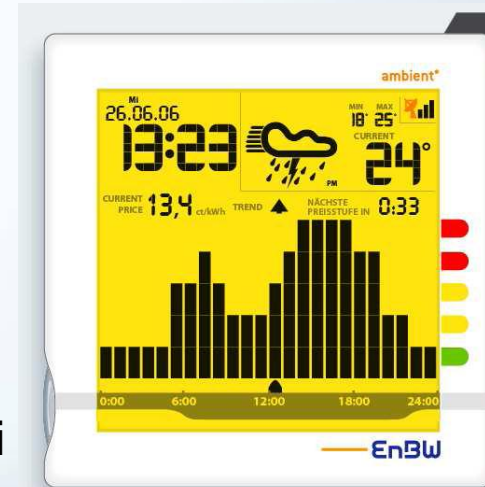 ambient°
Mi
26.06.06
13:23
MIN MAX
18° 25°
CURRENT
24°
PM
CURRENT PRICE 13,4 ct/kWh TREND NÄCHSTE PREISSTUFE IN 0:33
0:00 6:00 12:00 18:00 24:00
EnBW
i